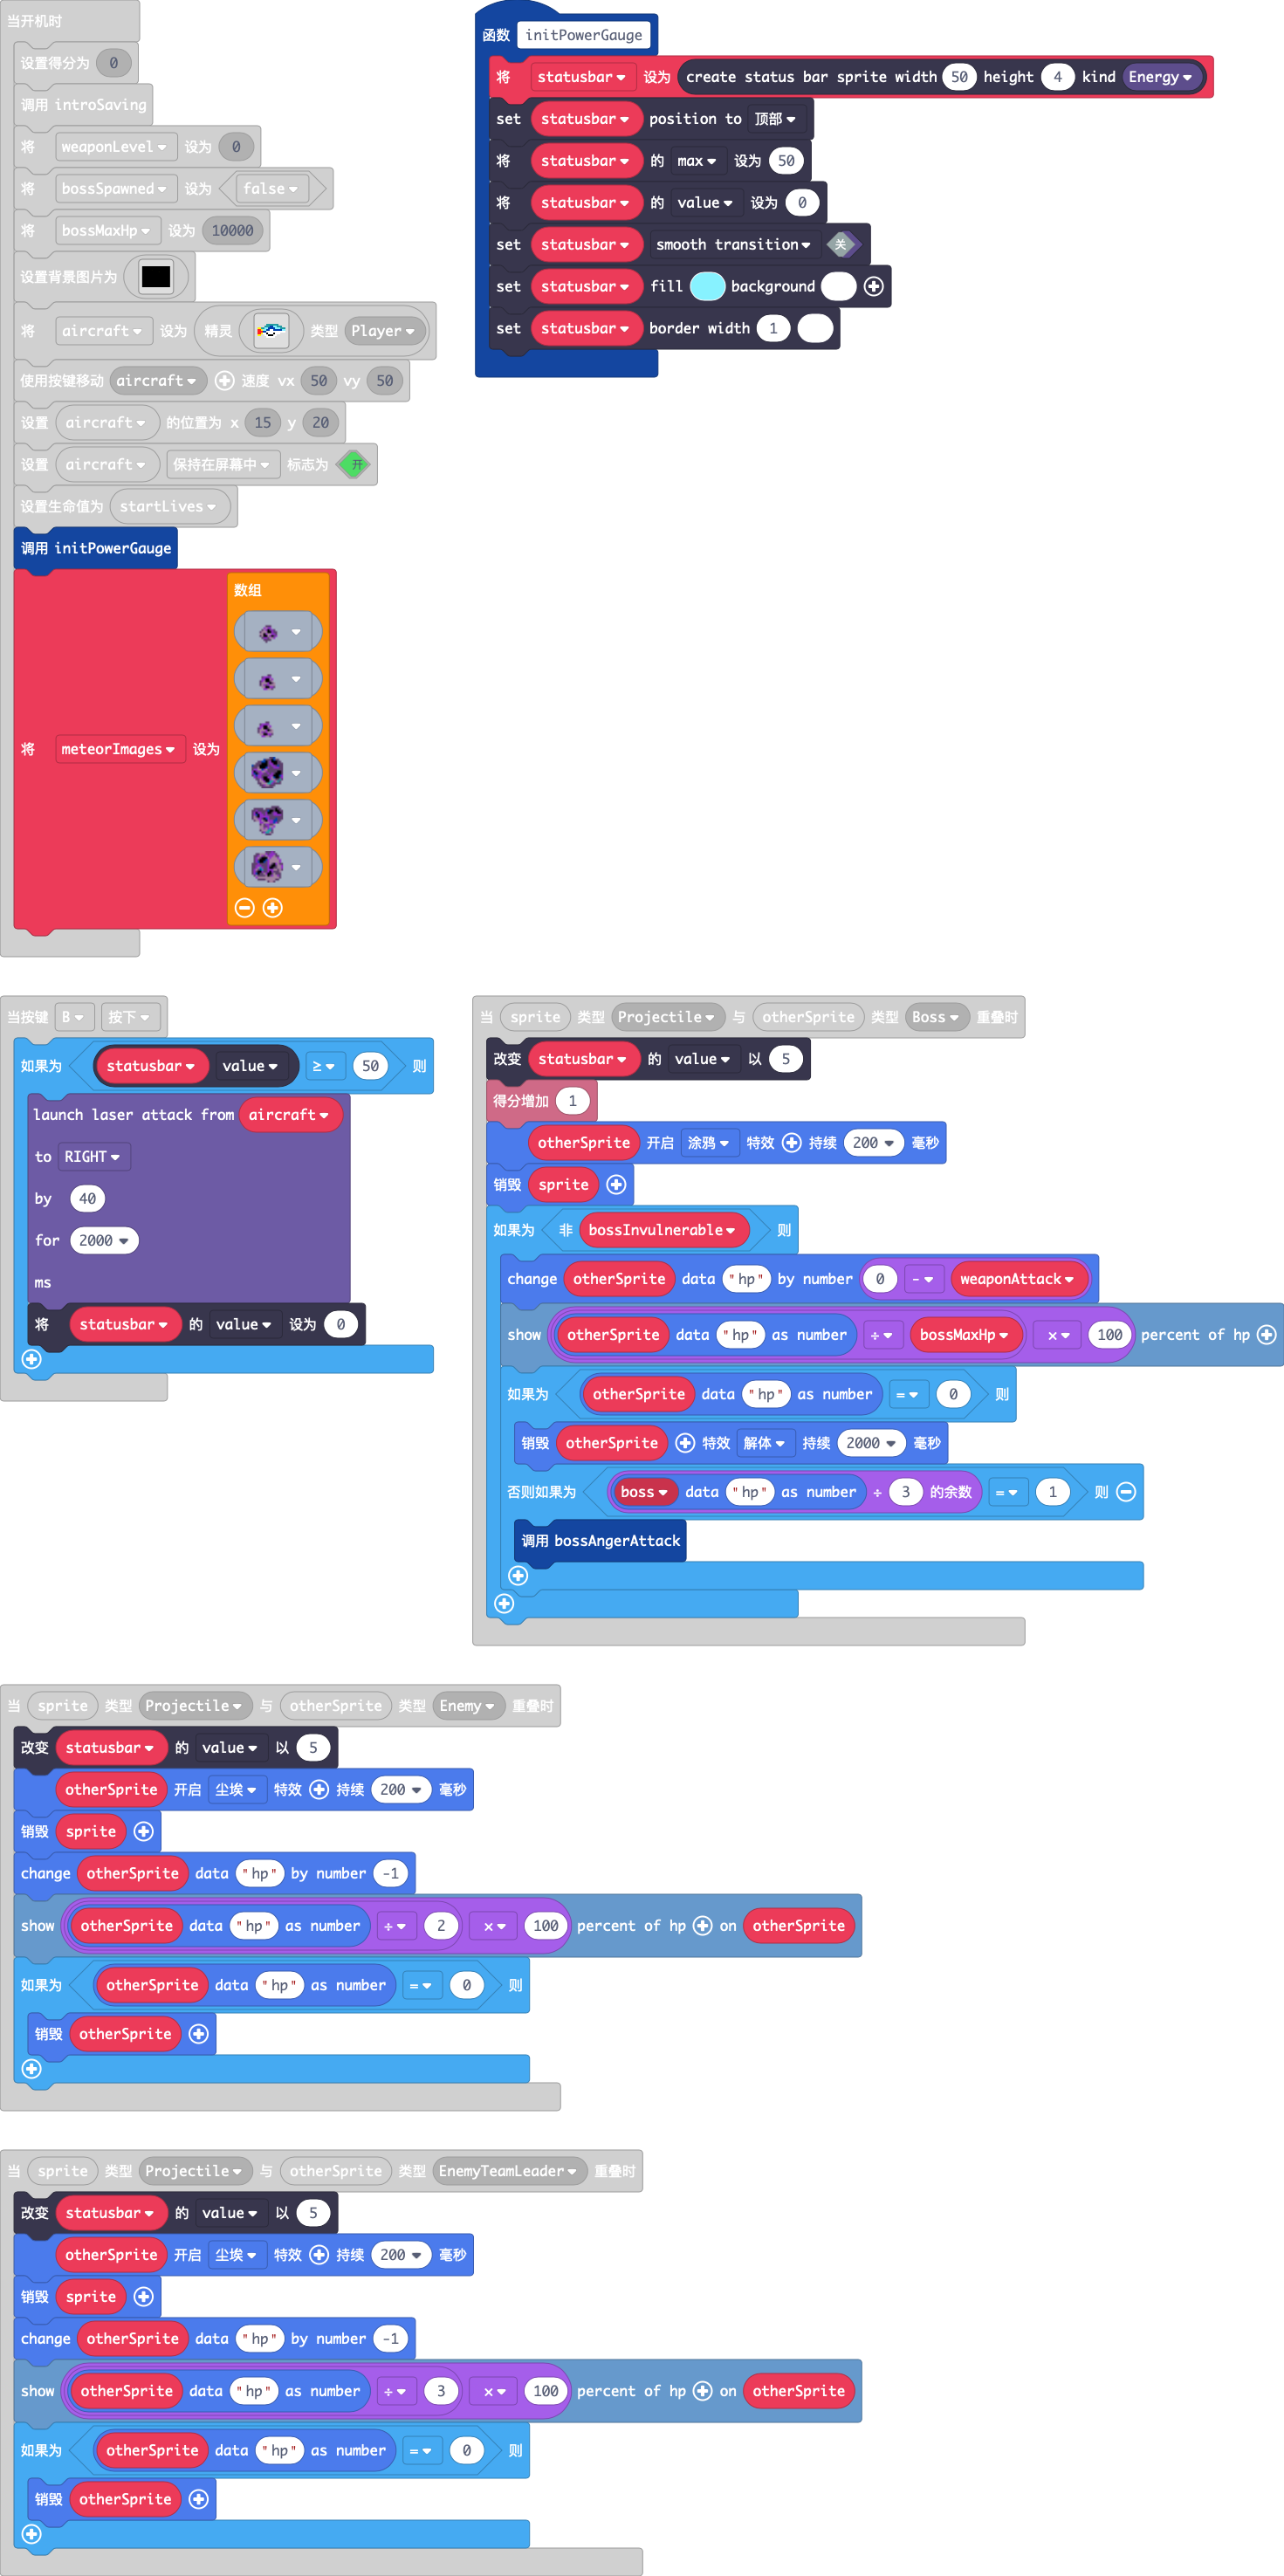 当开机时
设置得分为 0
调用 introSaving
将 weaponLevel 设为 0
将 bossSpawned 设为 false
将 bossMaxHp 设为 10000
设置背景图片为
将 aircraft 设为 精灵 类型 Player
使用按键移动 aircraft 速度 vx 50 vy 50
设置 aircraft 的位置为 x 15 y 20
设置 aircraft 保持在屏幕中 标志为 开
设置生命值为 startLives
调用 initPowerGauge
将 meteorImages 设为 数组
函数 initPowerGauge
将 statusbar 设为 create status bar sprite width 50 height 4 kind Energy
set statusbar position to 顶部
将 statusbar 的 max 设为 50
将 statusbar 的 value 设为 0
set statusbar smooth transition 关
set statusbar fill background
set statusbar border width 1
当按键 B 按下
如果为 statusbar value ≥ 50 则
launch laser attack from aircraft
to RIGHT
by 40
for 2000
ms
将 statusbar 的 value 设为 0
当 sprite 类型 Projectile 与 otherSprite 类型 Boss 重叠时
改变 statusbar 的 value 以 5
得分增加 1
otherSprite 开启 涂鸦 特效 持续 200 毫秒
销毁 sprite
如果为 非 bossInvulnerable 则
change otherSprite data "hp" by number 0 - weaponAttack
show otherSprite data "hp" as number ÷ bossMaxHp × 100 percent of hp
如果为 otherSprite data "hp" as number = 0 则
销毁 otherSprite 特效 解体 持续 2000 毫秒
否则如果为 boss data "hp" as number ÷ 3 的余数 = 1 则
调用 bossAngerAttack
当 sprite 类型 Projectile 与 otherSprite 类型 Enemy 重叠时
改变 statusbar 的 value 以 5
otherSprite 开启 尘埃 特效 持续 200 毫秒
销毁 sprite
change otherSprite data "hp" by number -1
show otherSprite data "hp" as number ÷ 2 × 100 percent of hp on otherSprite
如果为 otherSprite data "hp" as number = 0 则
销毁 otherSprite
当 sprite 类型 Projectile 与 otherSprite 类型 EnemyTeamLeader 重叠时
改变 statusbar 的 value 以 5
otherSprite 开启 尘埃 特效 持续 200 毫秒
销毁 sprite
change otherSprite data "hp" by number -1
show otherSprite data "hp" as number ÷ 3 × 100 percent of hp on otherSprite
如果为 otherSprite data "hp" as number = 0 则
销毁 otherSprite